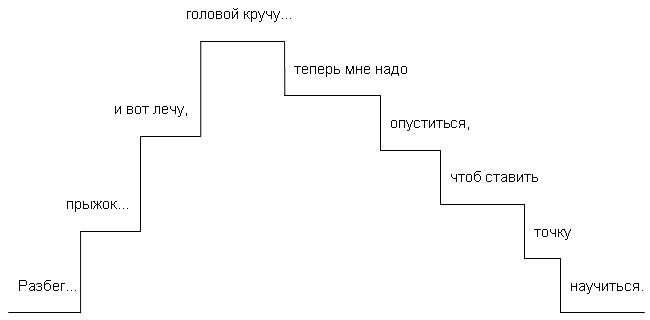 Разбег...
прыжок...
и вот лечу,
головой кручу...
теперь мне надо
опуститься,
чтоб ставить
точку
научиться.